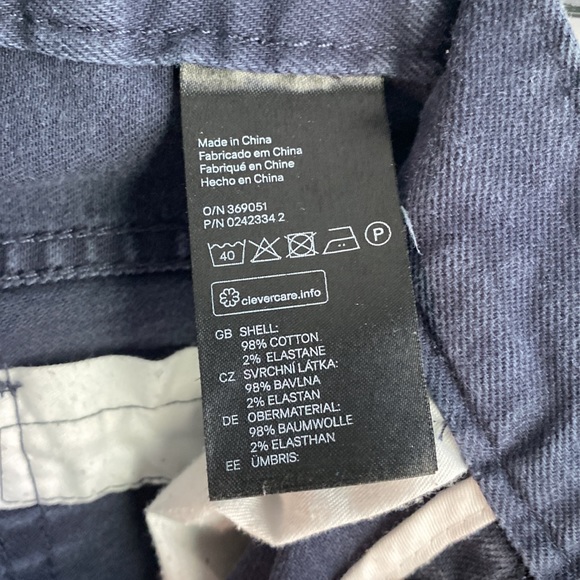 Made in China
Fabricado em China
Fabriqué en Chine
Hecho en China
O/N 369051
P/N 0242334 2
40 P
clevercare.info
GB SHELL:
98% COTTON
2% ELASTANE
CZ SVRCHNÍ LÁTKA:
98% BAVLNA
2% ELASTAN
DE OBERMATERIAL:
98% BAUMWOLLE
2% ELASTHAN
EE ÜMBRIS: